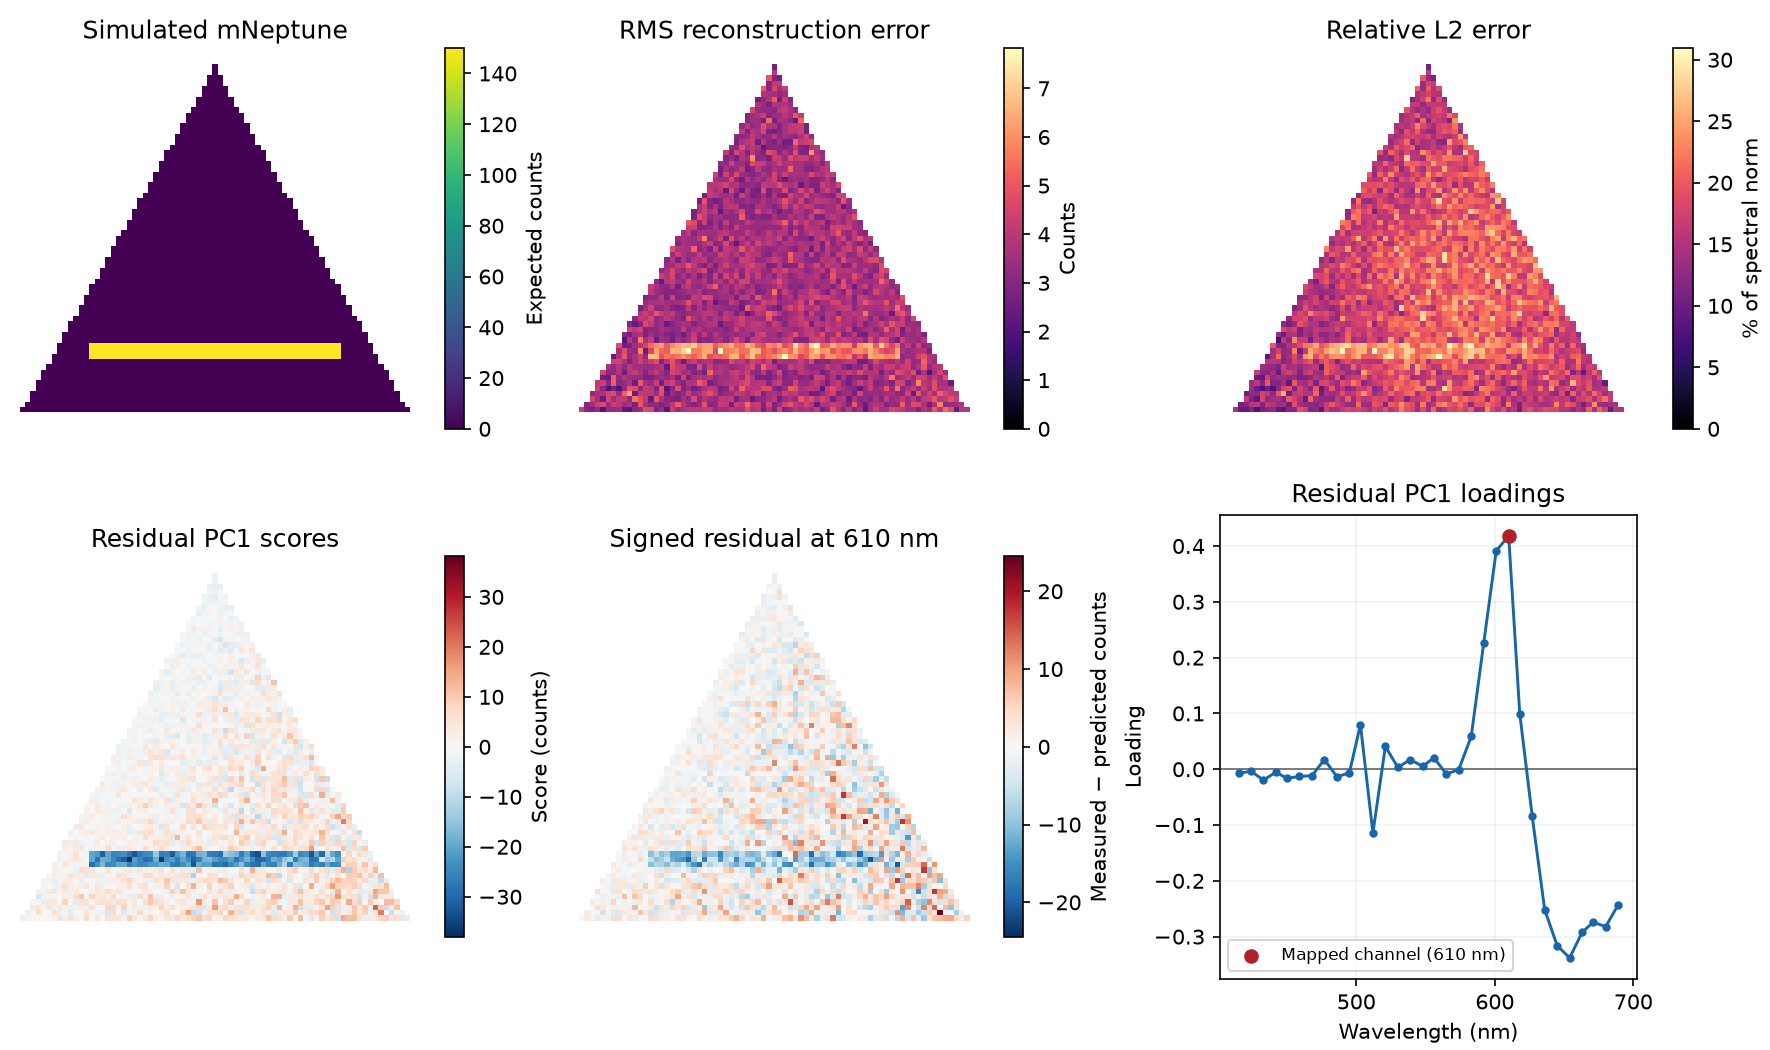 Simulated mNeptune
140
120
100
80
60
40
20
0
Expected counts
RMS reconstruction error
7
6
5
4
3
2
1
0
Counts
Relative L2 error
30
25
20
15
10
5
0
% of spectral norm
Residual PC1 scores
30
20
10
0
−10
−20
−30
Score (counts)
Signed residual at 610 nm
20
10
0
−10
−20
Measured − predicted counts
Residual PC1 loadings
0.4
0.3
0.2
0.1
0.0
−0.1
−0.2
−0.3
Loading
Mapped channel (610 nm)
500 600 700
Wavelength (nm)